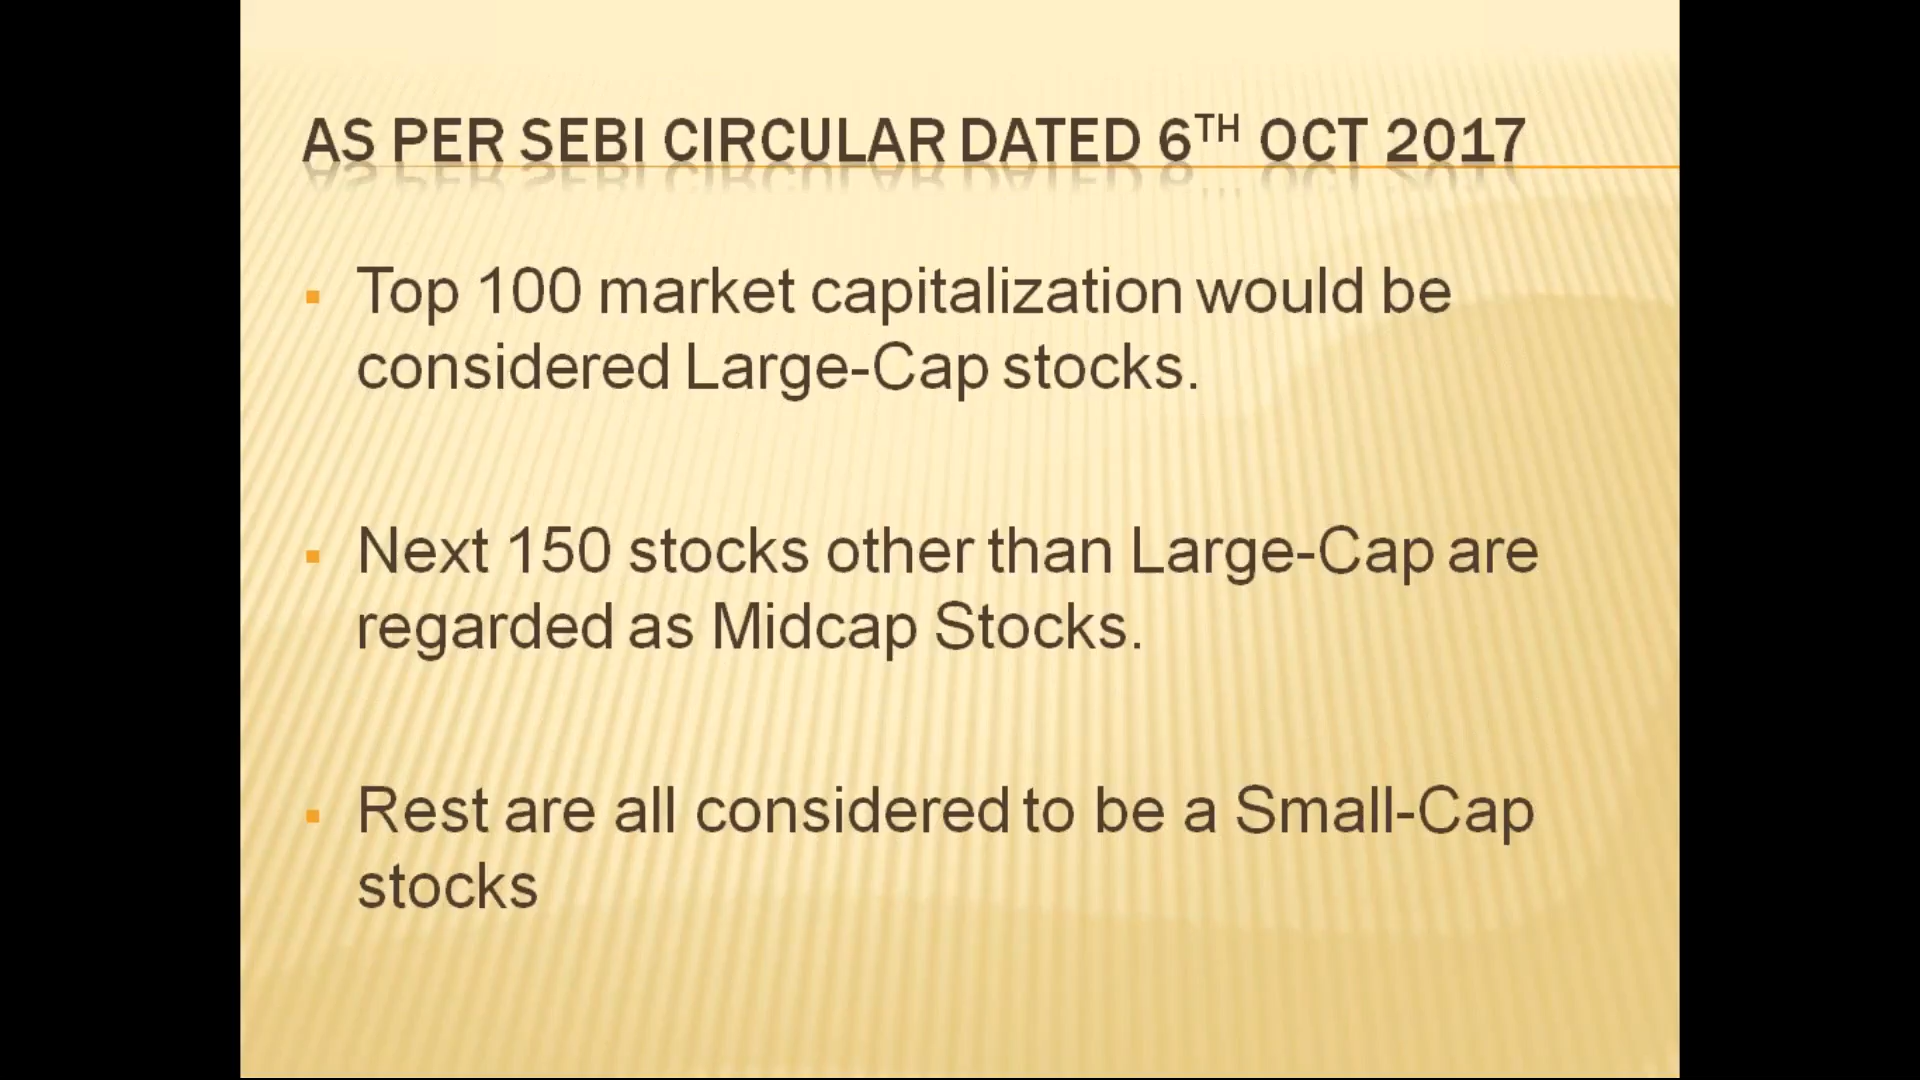 AS PER SEBI CIRCULAR DATED 6TH OCT 2017
▪ Top 100 market capitalization would be
considered Large-Cap stocks.
▪ Next 150 stocks other than Large-Cap are
regarded as Midcap Stocks.
▪ Rest are all considered to be a Small-Cap
stocks